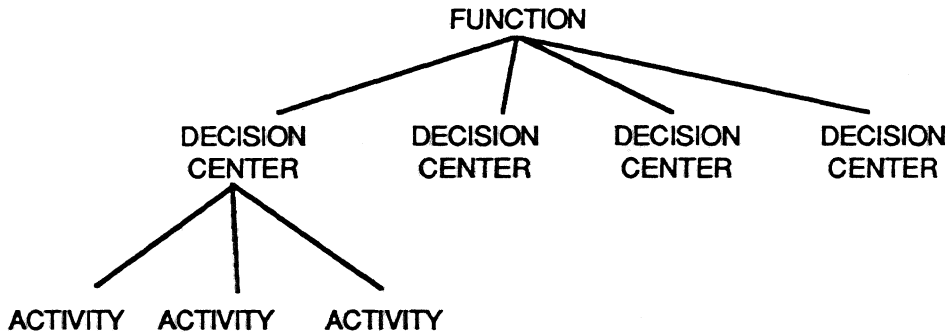 FUNCTION
DECISION CENTER
DECISION CENTER
DECISION CENTER
DECISION CENTER
ACTIVITY
ACTIVITY
ACTIVITY